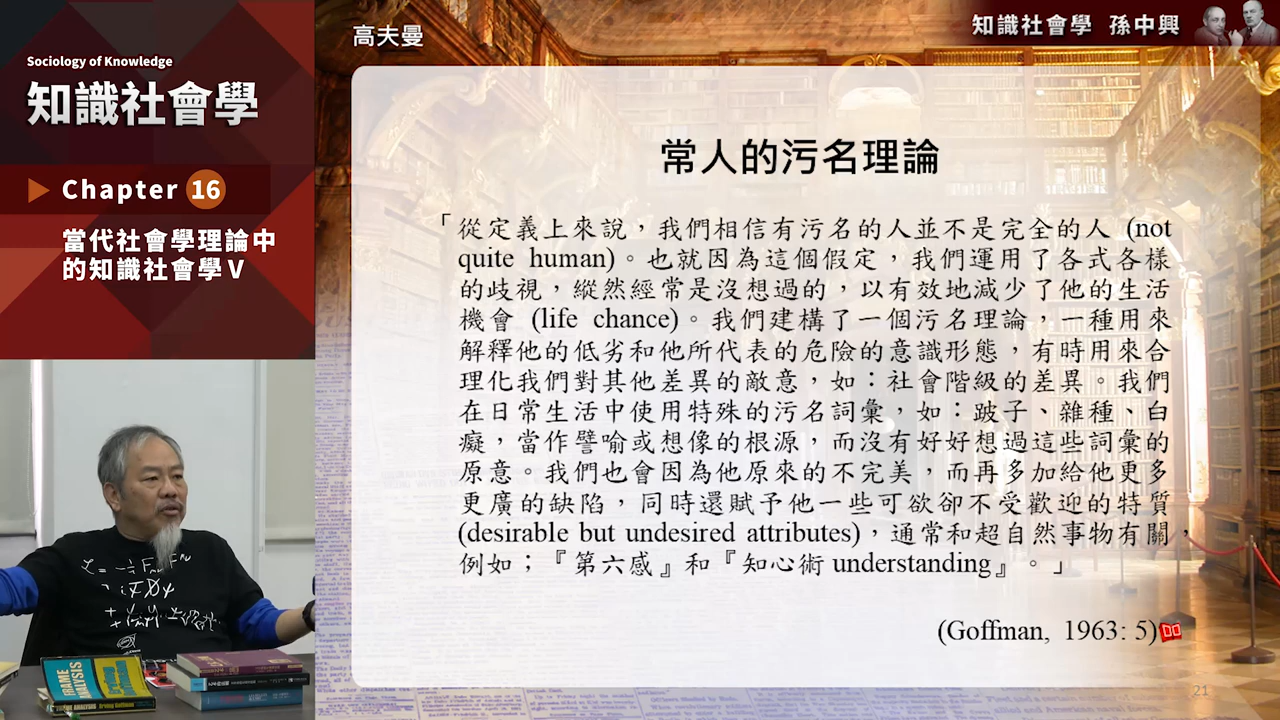 Sociology of Knowledge
知識社會學
Chapter 16
當代社會學理論中
的知識社會學 V
高夫曼
知識社會學 孫中興
常人的污名理論
「從定義上來說，我們相信有污名的人並不是完全的人 (not
quite human)。也就因為這個假定，我們運用了各式各樣
的歧視，縱然經常是沒想過的，以有效地減少了他的生活
機會 (life chance)。我們建構了一個污名理論，一種用來
解釋他的低劣和他所代表的危險的意識形態，有時用來合
理化我們對其他差異的敵意，如：社會階級的差異。我們
在日常生活中使用特殊的污名詞彙，如：跛子、雜種、白
癡，當作譬喻或想像的根源，而沒有好好想過這些詞彙的
原意。我們也會因為他原來的不完美，而再多加給他更多
更廣的缺陷，同時還賦予他一些可欲卻不受歡迎的特質
(desirable but undesired attributes)，通常和超自然事物有關，
例如；『第六感』和『知心術 understanding』。」
(Goffman, 1963: 5)
21
FRAME
ANALYSIS